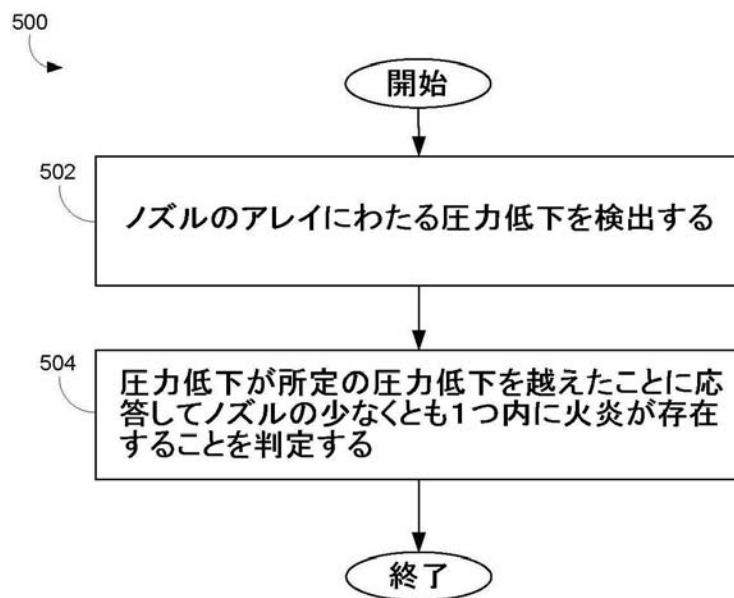 500
開始
502
ノズルのアレイにわたる圧力低下を検出する
504
圧力低下が所定の圧力低下を越えたことに応
答してノズルの少なくとも1つ内に火炎が存在
することを判定する
終了